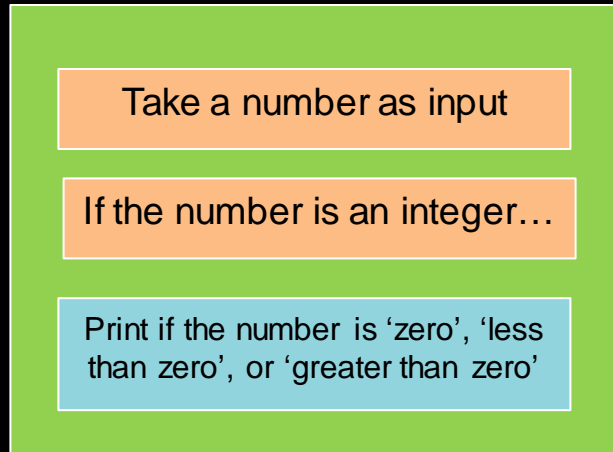 Take a number as input
If the number is an integer…
Print if the number is ‘zero’, ‘less
than zero’, or ‘greater than zero’